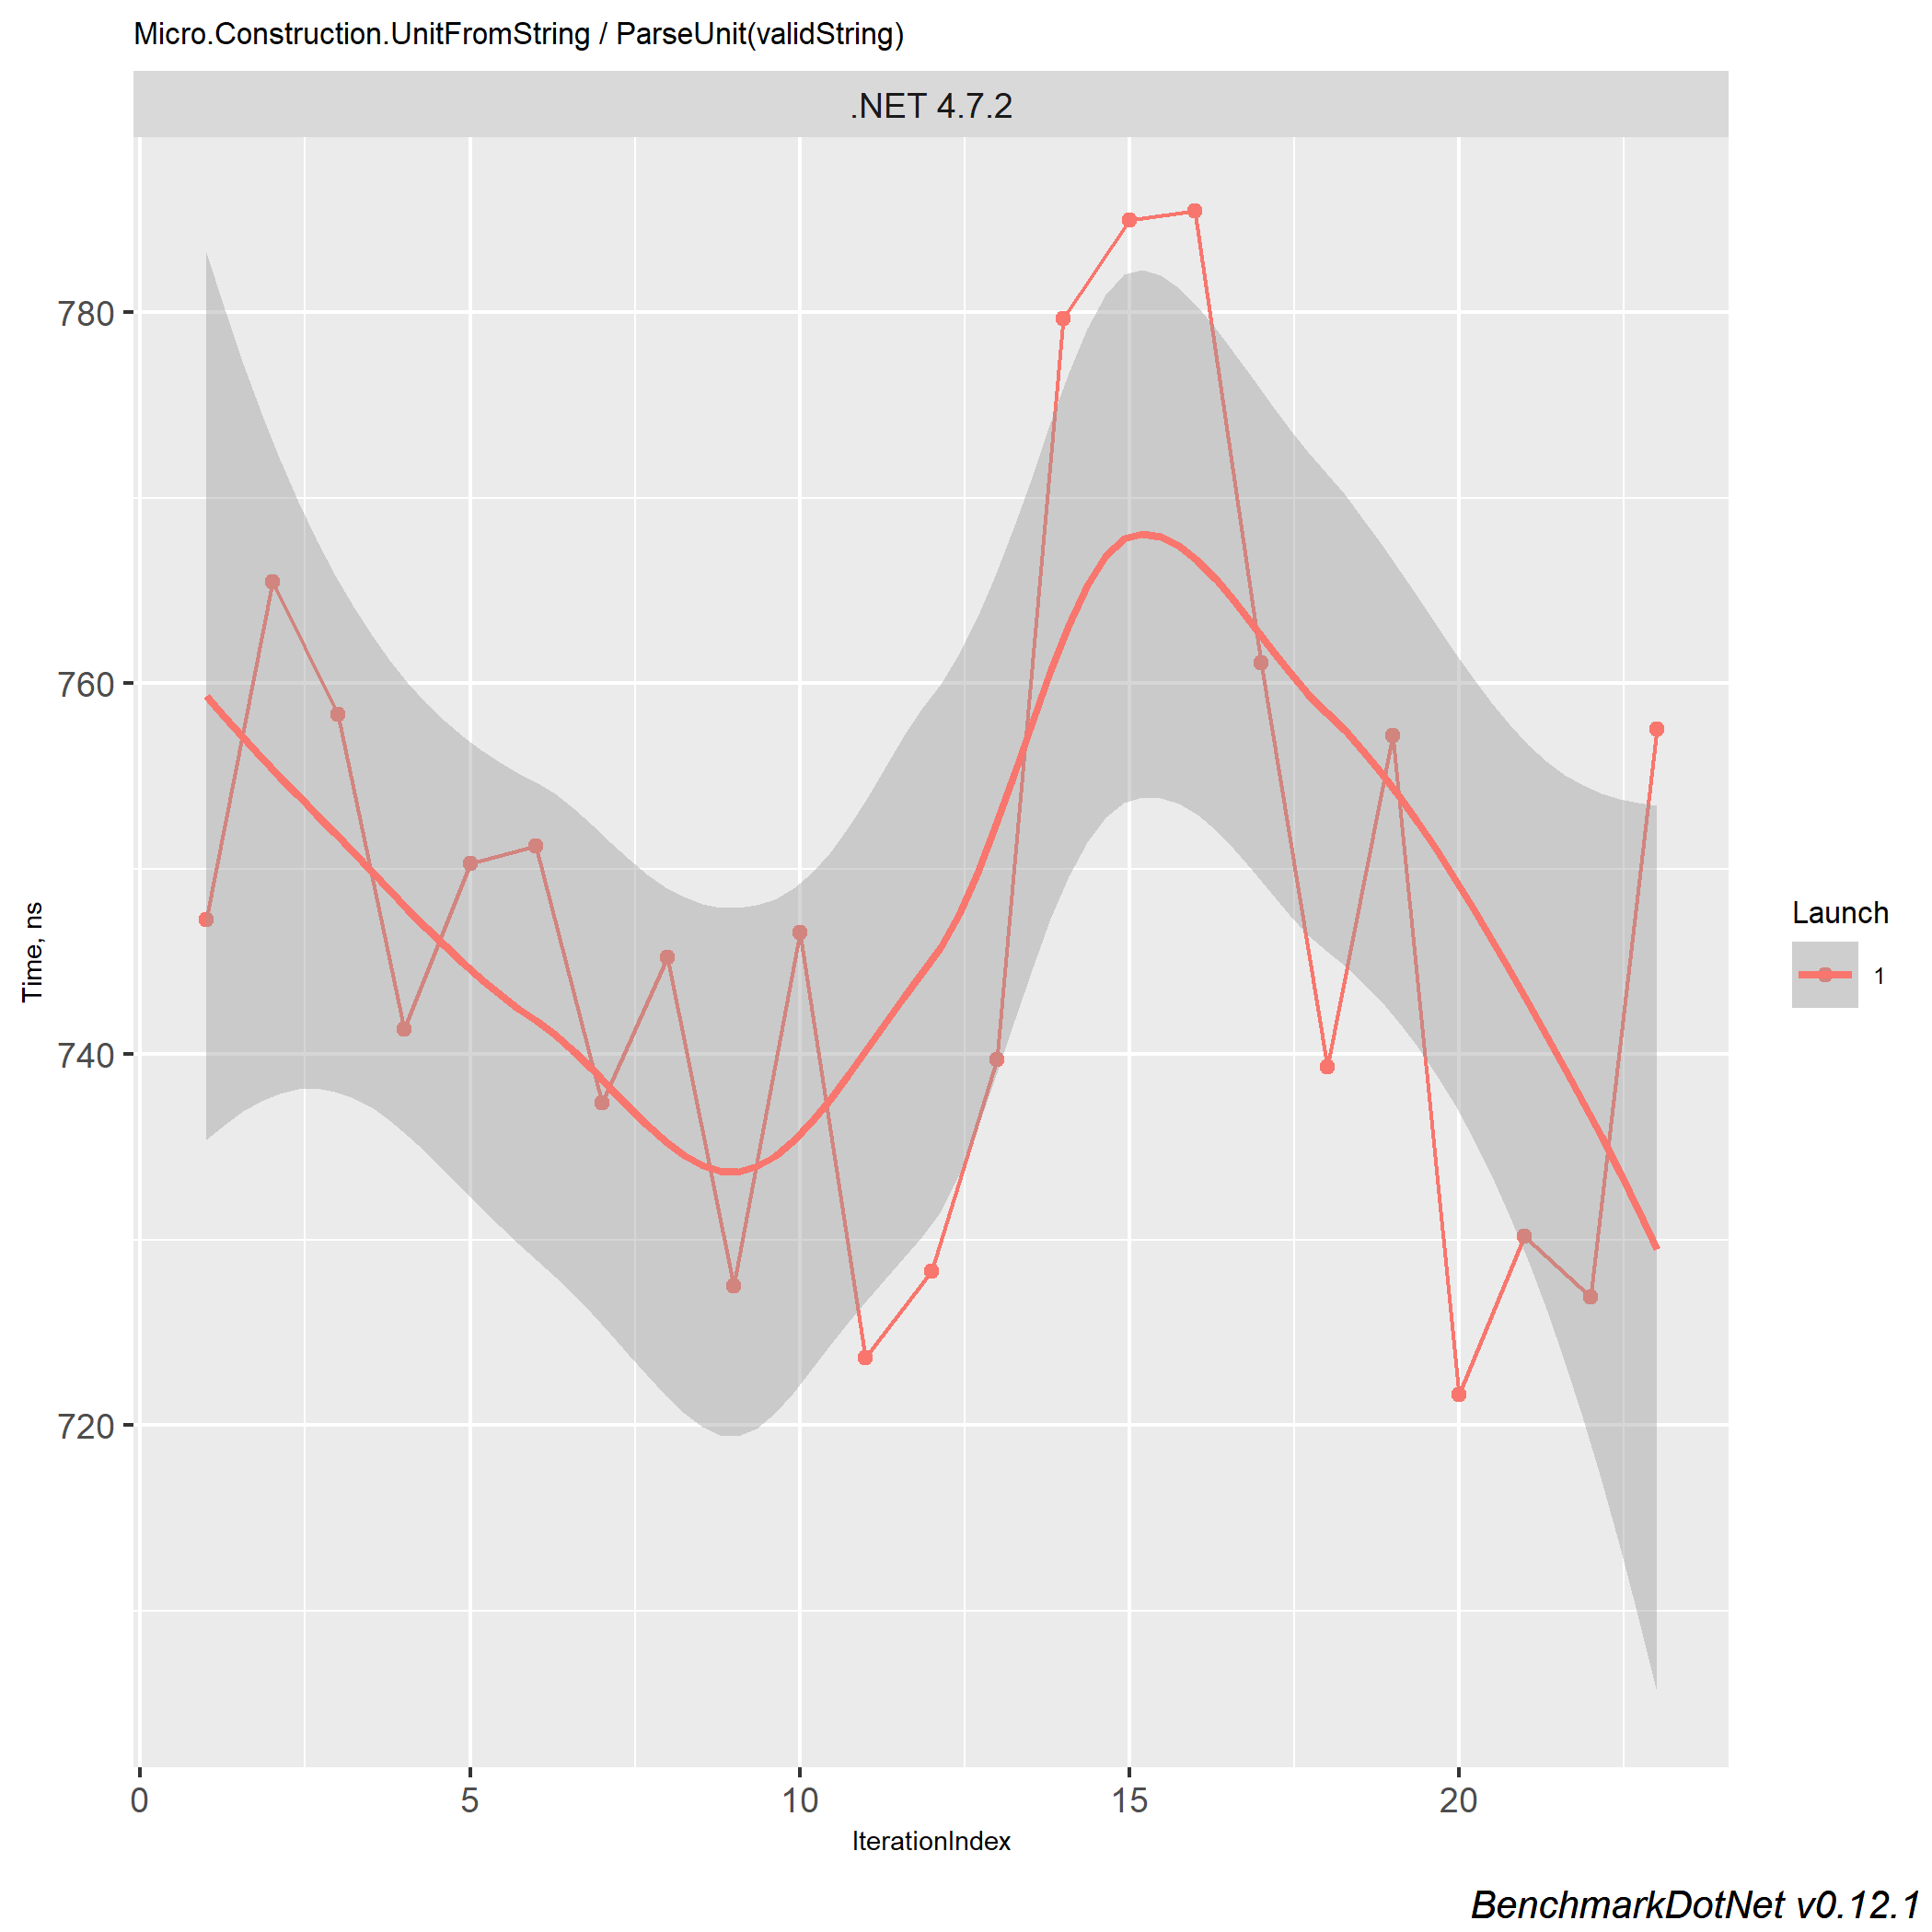 Micro.Construction.UnitFromString / ParseUnit(validString)
.NET 4.7.2
780
760
740
720
Time, ns
0 5 10 15 20
IterationIndex
Launch
1
BenchmarkDotNet v0.12.1